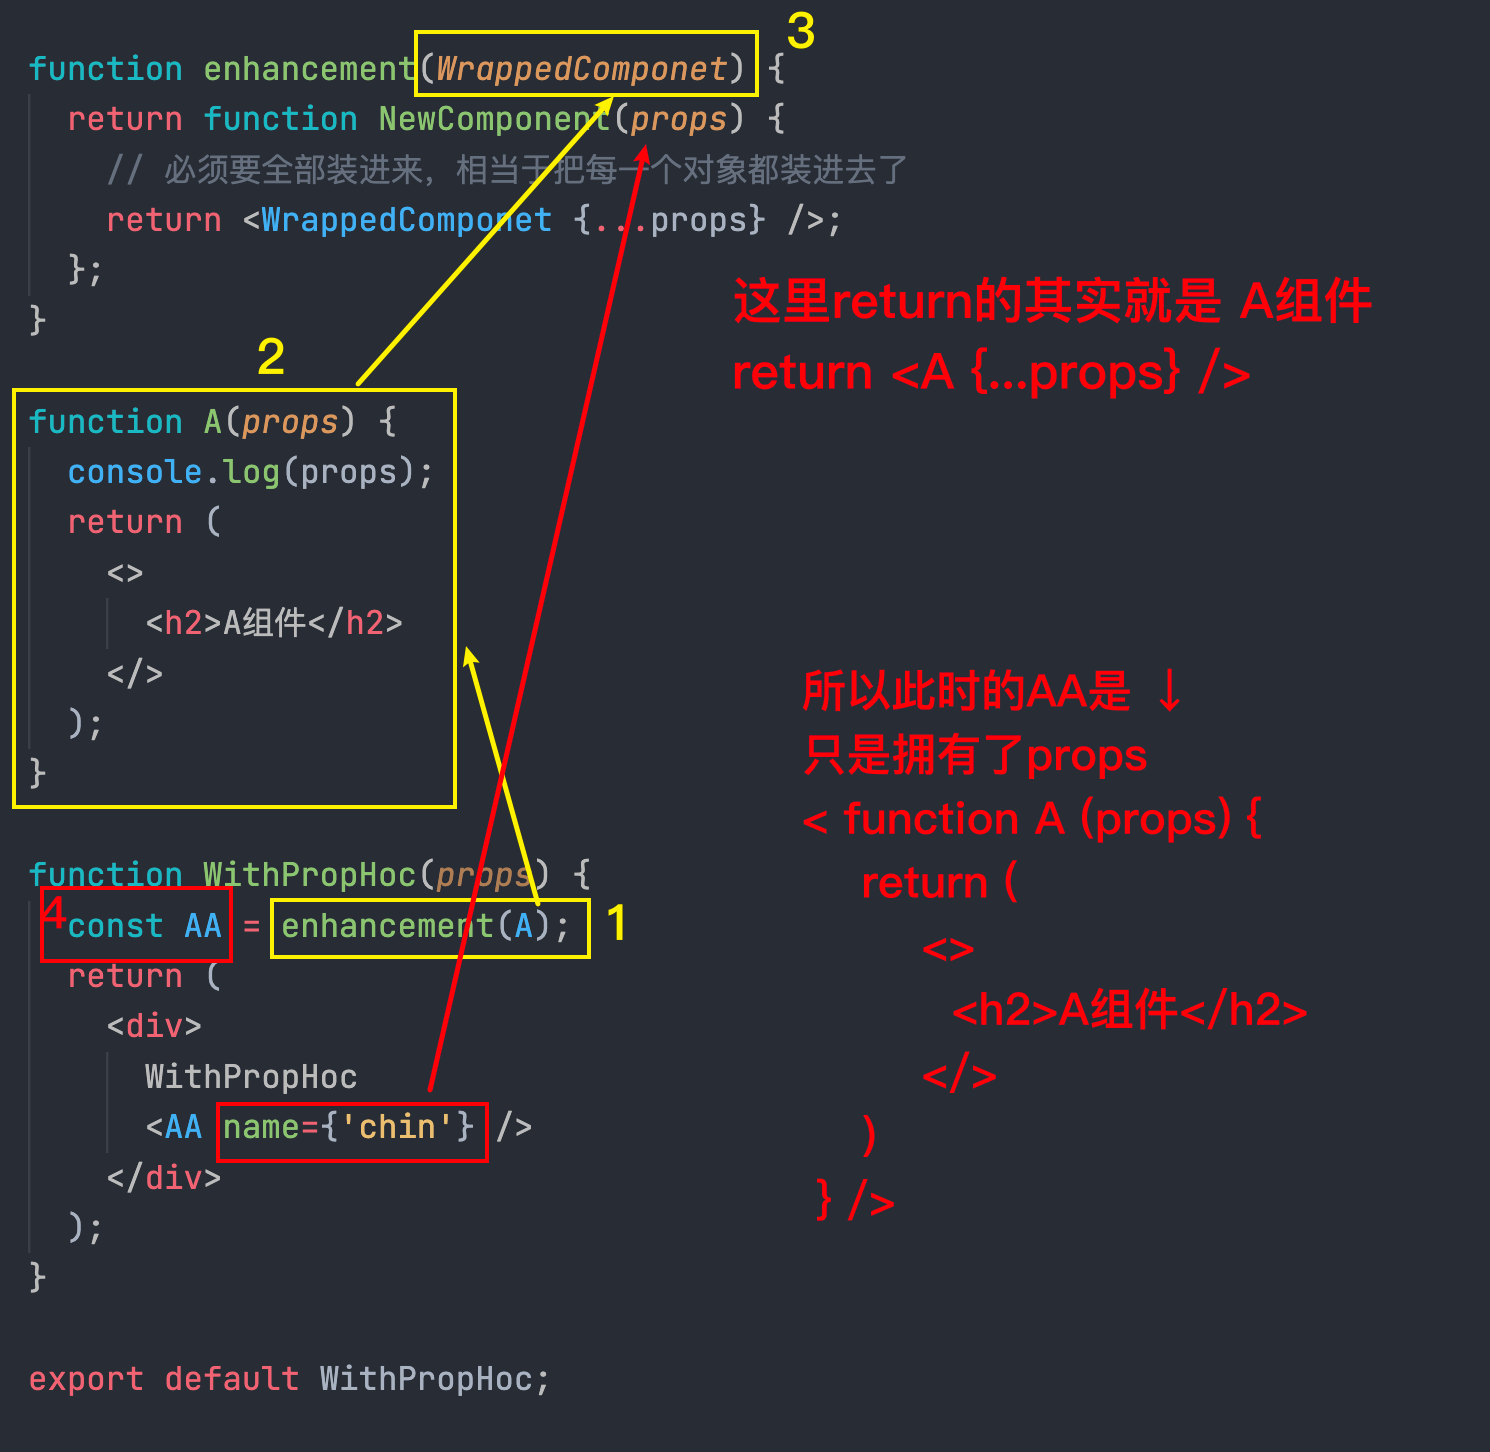 3
function enhancement(WrappedComponet) {
return function NewComponent(props) {
// 必须要全部装进来，相当于把每一个对象都装进去了
return <WrappedComponet {...props} />;
};
}
这里return的其实就是 A组件
return <A {...props} />
2
function A(props) {
console.log(props);
return (
<>
<h2>A组件</h2>
</>
);
}
所以此时的AA是 ↓
只是拥有了props
< function A (props) {
return (
<>
<h2>A组件</h2>
</>
)
} />
function WithPropHoc(props) {
4
const AA = enhancement(A);
1
return (
<div>
WithPropHoc
<AA name={'chin'} />
</div>
);
}
export default WithPropHoc;